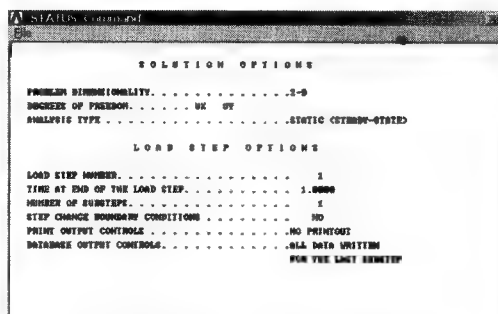 STATUS Command
File
SOLUTION OPTIONS
PROBLEM DIMENSIONALITY. . . . . . . . . . . . .2-D
DEGREES OF FREEDOM. . . . . . UX UY
ANALYSIS TYPE . . . . . . . . . . . . . . . . .STATIC (STEADY-STATE)
LOAD STEP OPTIONS
LOAD STEP NUMBER. . . . . . . . . . . . . . . . 1
TIME AT END OF THE LOAD STEP. . . . . . . . . . 1.0000
NUMBER OF SUBSTEPS. . . . . . . . . . . . . . . 1
STEP CHANGE BOUNDARY CONDITIONS . . . . . . . . NO
PRINT OUTPUT CONTROLS . . . . . . . . . . . . .NO PRINTOUT
DATABASE OUTPUT CONTROLS. . . . . . . . . . . .ALL DATA WRITTEN
FOR THE LAST SUBSTEP